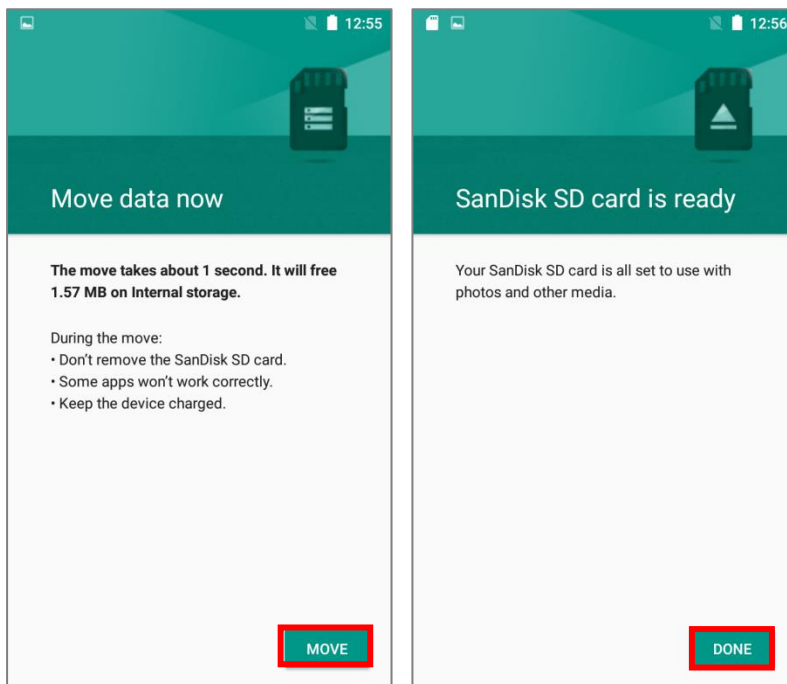 12:55
Move data now
The move takes about 1 second. It will free
1.57 MB on Internal storage.
During the move:
• Don't remove the SanDisk SD card.
• Some apps won't work correctly.
• Keep the device charged.
MOVE
12:56
SanDisk SD card is ready
Your SanDisk SD card is all set to use with
photos and other media.
DONE